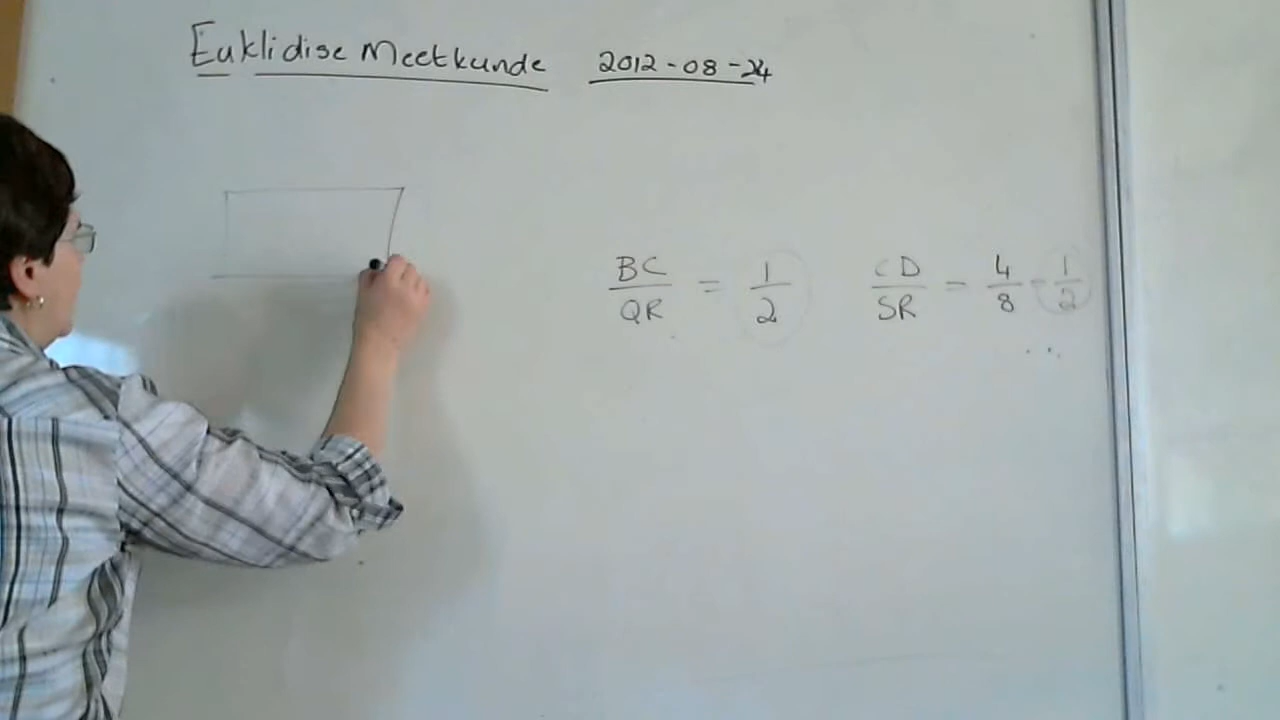 Euklidise Meetkunde 2012-08-24
BC/QR = 1/2 CD/SR = 4/8 = 1/2